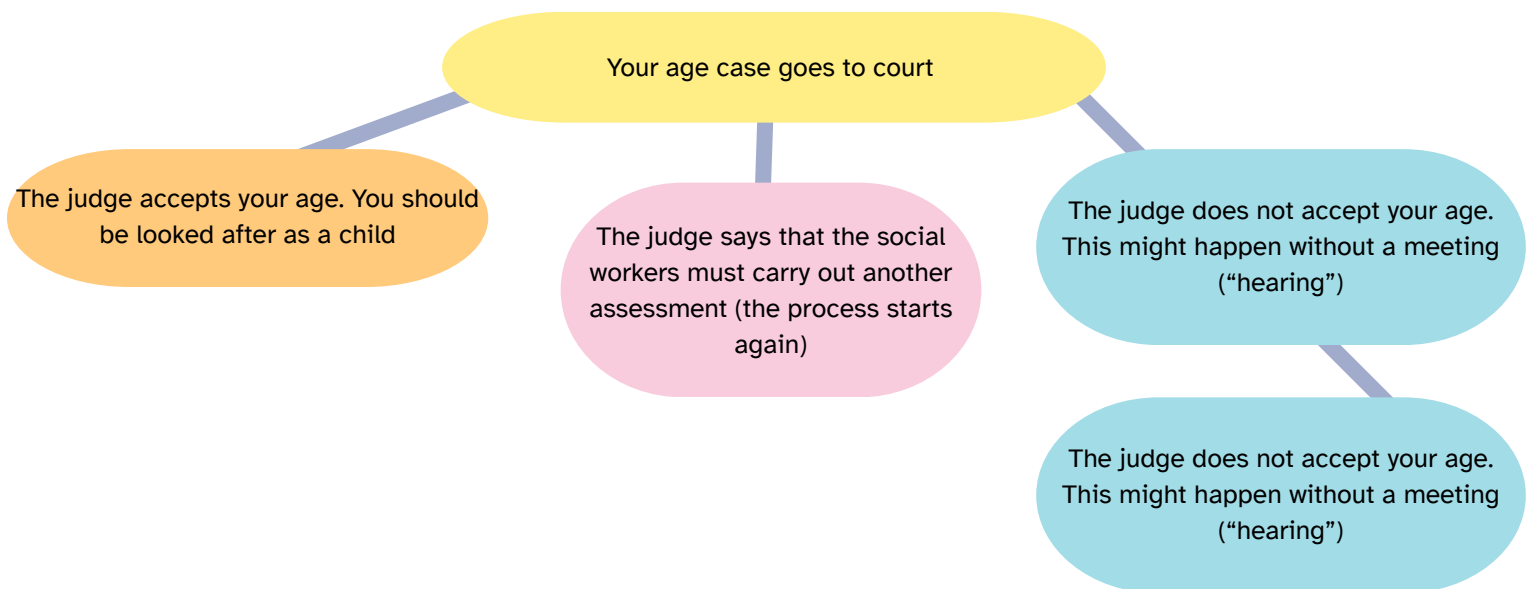 Your age case goes to court
The judge accepts your age. You should
be looked after as a child
The judge says that the social
workers must carry out another
assessment (the process starts
again)
The judge does not accept your age.
This might happen without a meeting
(“hearing”)
The judge does not accept your age.
This might happen without a meeting
(“hearing”)